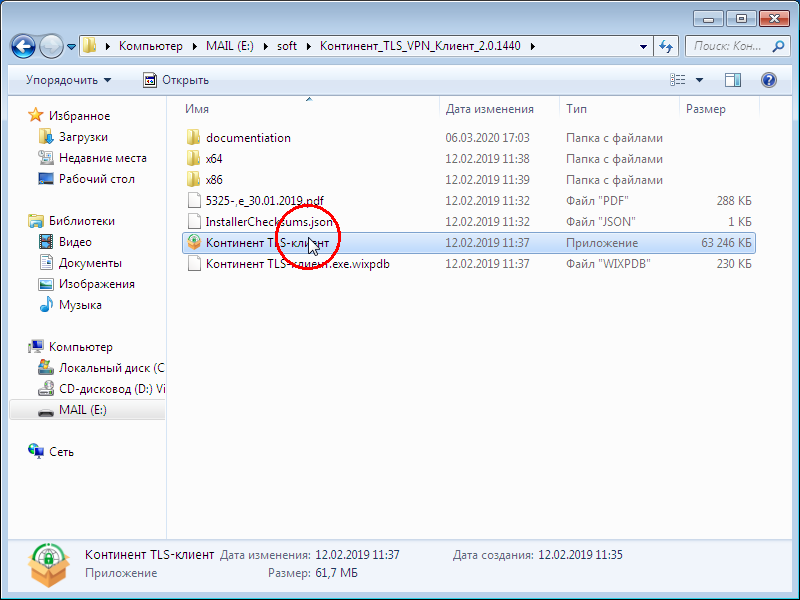 Компьютер MAIL (E:) soft Континент_TLS_VPN_Клиент_2.0.1440 Поиск: Кон...
Упорядочить Открыть
Имя Дата изменения Тип Размер
Избранное
Загрузки
Недавние места
Рабочий стол
Библиотеки
Видео
Документы
Изображения
Музыка
Компьютер
Локальный диск (C
CD-дисковод (D:) Vi
MAIL (E:)
Сеть
documentiation 06.03.2020 17:03 Папка с файлами
x64 12.02.2019 11:38 Папка с файлами
x86 12.02.2019 11:39 Папка с файлами
5325-,е_30.01.2019.pdf 12.02.2019 11:32 Файл "PDF" 288 КБ
InstallerChecksums.json 12.02.2019 11:32 Файл "JSON" 1 КБ
Континент TLS-клиент 12.02.2019 11:37 Приложение 63 246 КБ
Континент TLS-клиент.exe.wixpdb 12.02.2019 11:37 Файл "WIXPDB" 230 КБ
Континент TLS-клиент Дата изменения: 12.02.2019 11:37 Дата создания: 12.02.2019 11:35
Приложение Размер: 61,7 МБ